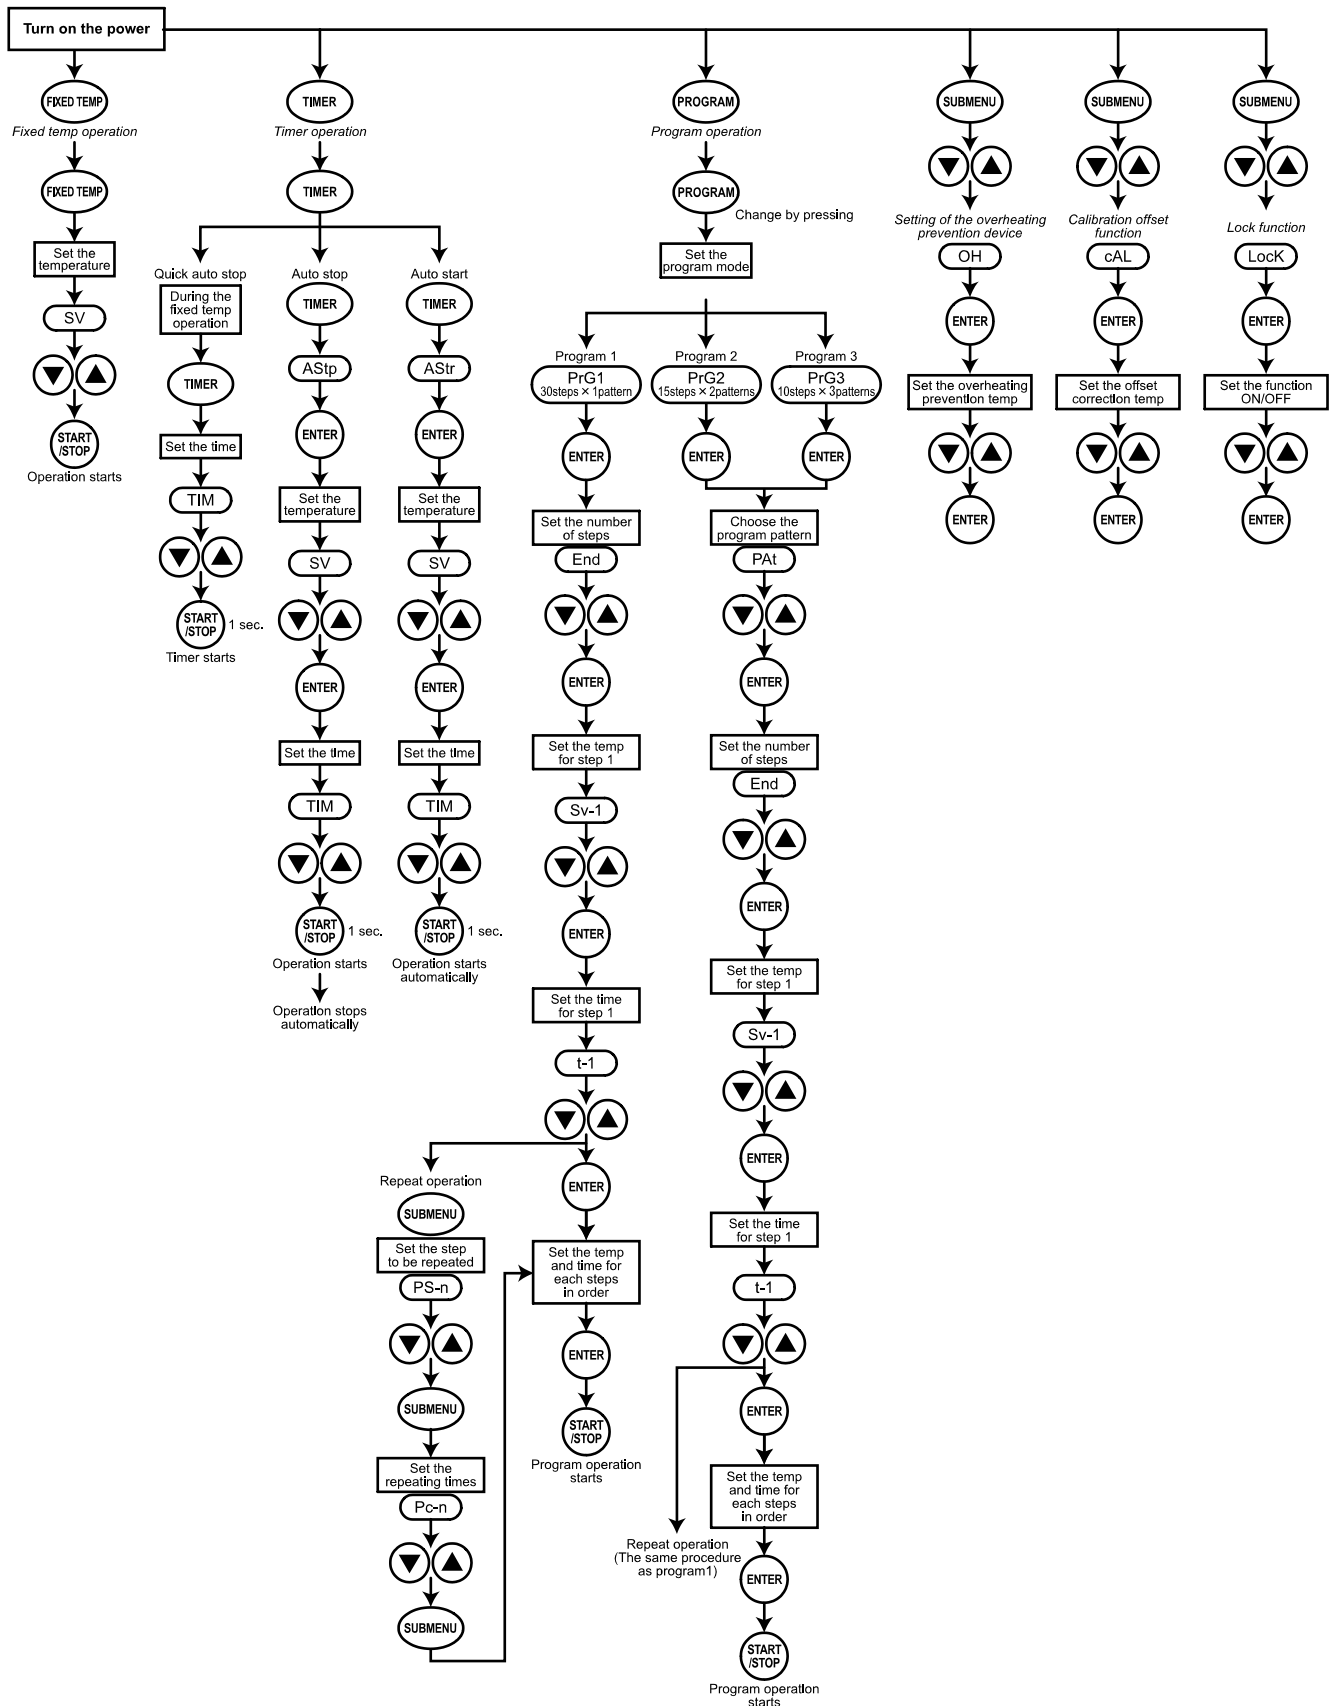 Turn on the power
FIXED TEMP
Fixed temp operation
FIXED TEMP
Set the
temperature
SV
START
/STOP
Operation starts
TIMER
Timer operation
TIMER
Quick auto stop
During the
fixed temp
operation
TIMER
Set the time
TIM
START
/STOP
1 sec.
Timer starts
Auto stop
TIMER
AStp
ENTER
Set the
temperature
SV
ENTER
Set the time
TIM
START
/STOP
1 sec.
Operation starts
Operation stops
automatically
Auto start
TIMER
AStr
ENTER
Set the
temperature
SV
ENTER
Set the time
TIM
START
/STOP
1 sec.
Operation starts
automatically
PROGRAM
Program operation
PROGRAM
Change by pressing
Set the
program mode
Program 1
PrG1
30steps×1pattern
ENTER
Set the number
of steps
End
ENTER
Set the temp
for step 1
Sv-1
ENTER
Set the time
for step 1
t-1
ENTER
Set the temp
and time for
each steps
in order
ENTER
START
/STOP
Program operation
starts
Repeat operation
SUBMENU
Set the step
to be repeated
PS-n
SUBMENU
Set the
repeating times
Pc-n
SUBMENU
Program 2
PrG2
15steps×2patterns
ENTER
Program 3
PrG3
10steps×3patterns
ENTER
Choose the
program pattern
PAt
ENTER
Set the number
of steps
End
ENTER
Set the temp
for step 1
Sv-1
ENTER
Set the time
for step 1
t-1
ENTER
Set the temp
and time for
each steps
in order
ENTER
START
/STOP
Program operation
starts
Repeat operation
(The same procedure
as program1)
SUBMENU
Setting of the overheating
prevention device
OH
ENTER
Set the overheating
prevention temp
ENTER
SUBMENU
Calibration offset
function
cAL
ENTER
Set the offset
correction temp
ENTER
SUBMENU
Lock function
LocK
ENTER
Set the function
ON/OFF
ENTER